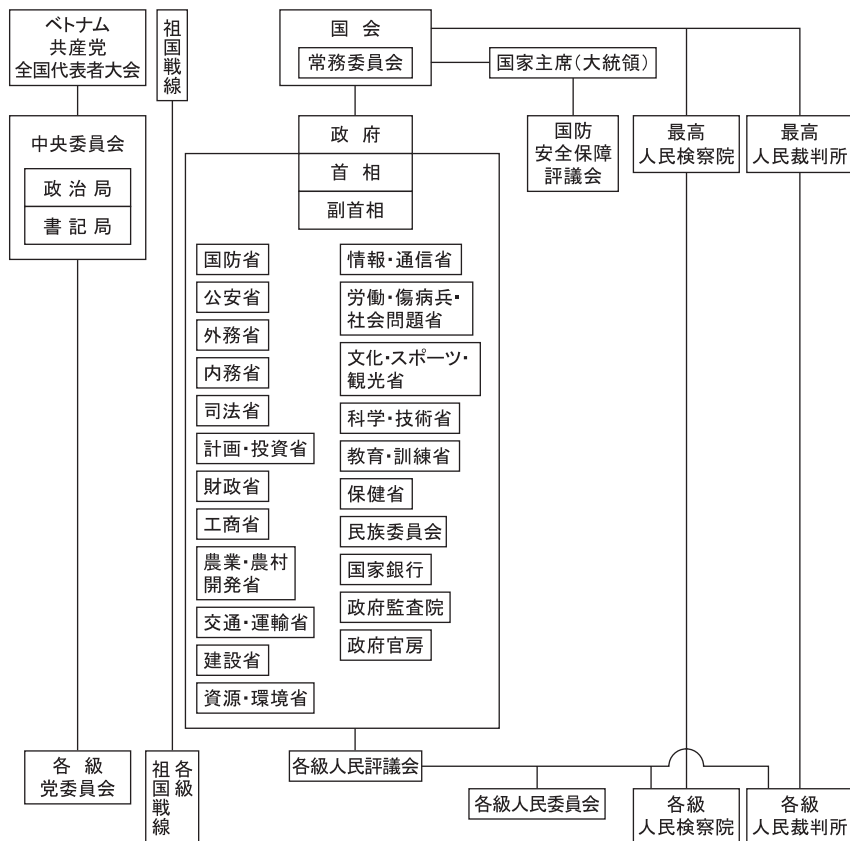 ベトナム
共産党
全国代表者大会
祖国戦線
国会
常務委員会
国家主席(大統領)
中央委員会
政治局
書記局
政府
首相
副首相
国防
安全保障
評議会
最高
人民検察院
最高
人民裁判所
国防省
公安省
外務省
内務省
司法省
計画・投資省
財政省
工商省
農業・農村
開発省
交通・運輸省
建設省
資源・環境省
情報・通信省
労働・傷病兵・
社会問題省
文化・スポーツ・
観光省
科学・技術省
教育・訓練省
保健省
民族委員会
国家銀行
政府監査院
政府官房
各級
党委員会
各級
祖国戦線
各級人民評議会
各級人民委員会
各級
人民検察院
各級
人民裁判所